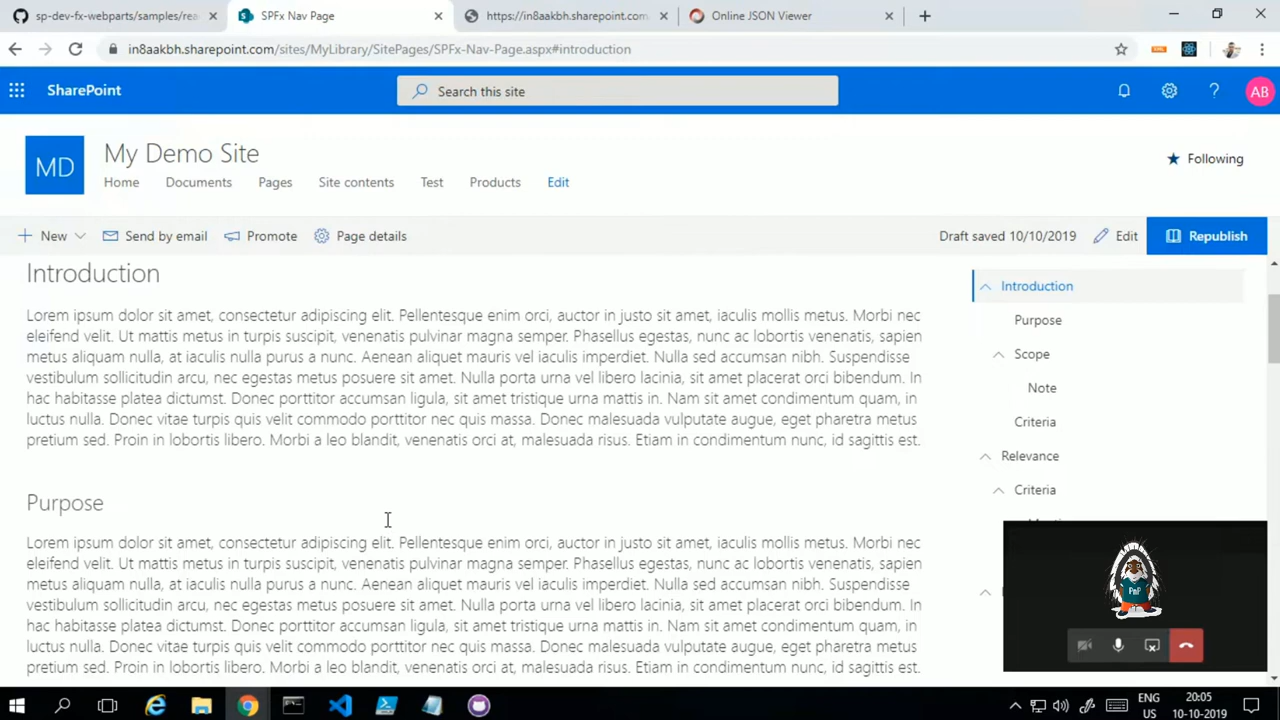 sp-dev-fx-webparts/samples/rea
SPFx Nav Page
https://in8aakbh.sharepoint.com
Online JSON Viewer
in8aakbh.sharepoint.com/sites/MyLibrary/SitePages/SPFx-Nav-Page.aspx#introduction
SharePoint
Search this site
AB
MD
My Demo Site
Following
Home Documents Pages Site contents Test Products Edit
New Send by email Promote Page details Draft saved 10/10/2019 Edit Republish
Introduction
Lorem ipsum dolor sit amet, consectetur adipiscing elit. Pellentesque enim orci, auctor in justo sit amet, iaculis mollis metus. Morbi nec
eleifend velit. Ut mattis metus in turpis suscipit, venenatis pulvinar magna semper. Phasellus egestas, nunc ac lobortis venenatis, sapien
metus aliquam nulla, at iaculis nulla purus a nunc. Aenean aliquet mauris vel iaculis imperdiet. Nulla sed accumsan nibh. Suspendisse
vestibulum sollicitudin arcu, nec egestas metus posuere sit amet. Nulla porta urna vel libero lacinia, sit amet placerat orci bibendum. In
hac habitasse platea dictumst. Donec porttitor accumsan ligula, sit amet tristique urna mattis in. Nam sit amet condimentum quam, in
luctus nulla. Donec vitae turpis quis velit commodo porttitor nec quis massa. Donec malesuada vulputate augue, eget pharetra metus
pretium sed. Proin in lobortis libero. Morbi a leo blandit, venenatis orci at, malesuada risus. Etiam in condimentum nunc, id sagittis est.
Purpose
Lorem ipsum dolor sit amet, consectetur adipiscing elit. Pellentesque enim orci, auctor in justo sit amet, iaculis mollis metus. Morbi nec
eleifend velit. Ut mattis metus in turpis suscipit, venenatis pulvinar magna semper. Phasellus egestas, nunc ac lobortis venenatis, sapien
metus aliquam nulla, at iaculis nulla purus a nunc. Aenean aliquet mauris vel iaculis imperdiet. Nulla sed accumsan nibh. Suspendisse
vestibulum sollicitudin arcu, nec egestas metus posuere sit amet. Nulla porta urna vel libero lacinia, sit amet placerat orci bibendum. In
hac habitasse platea dictumst. Donec porttitor accumsan ligula, sit amet tristique urna mattis in. Nam sit amet condimentum quam, in
luctus nulla. Donec vitae turpis quis velit commodo porttitor nec quis massa. Donec malesuada vulputate augue, eget pharetra metus
pretium sed. Proin in lobortis libero. Morbi a leo blandit, venenatis orci at, malesuada risus. Etiam in condimentum nunc, id sagittis est.
Introduction
Purpose
Scope
Note
Criteria
Relevance
Criteria
PnP
ENG
US
20:05
10-10-2019